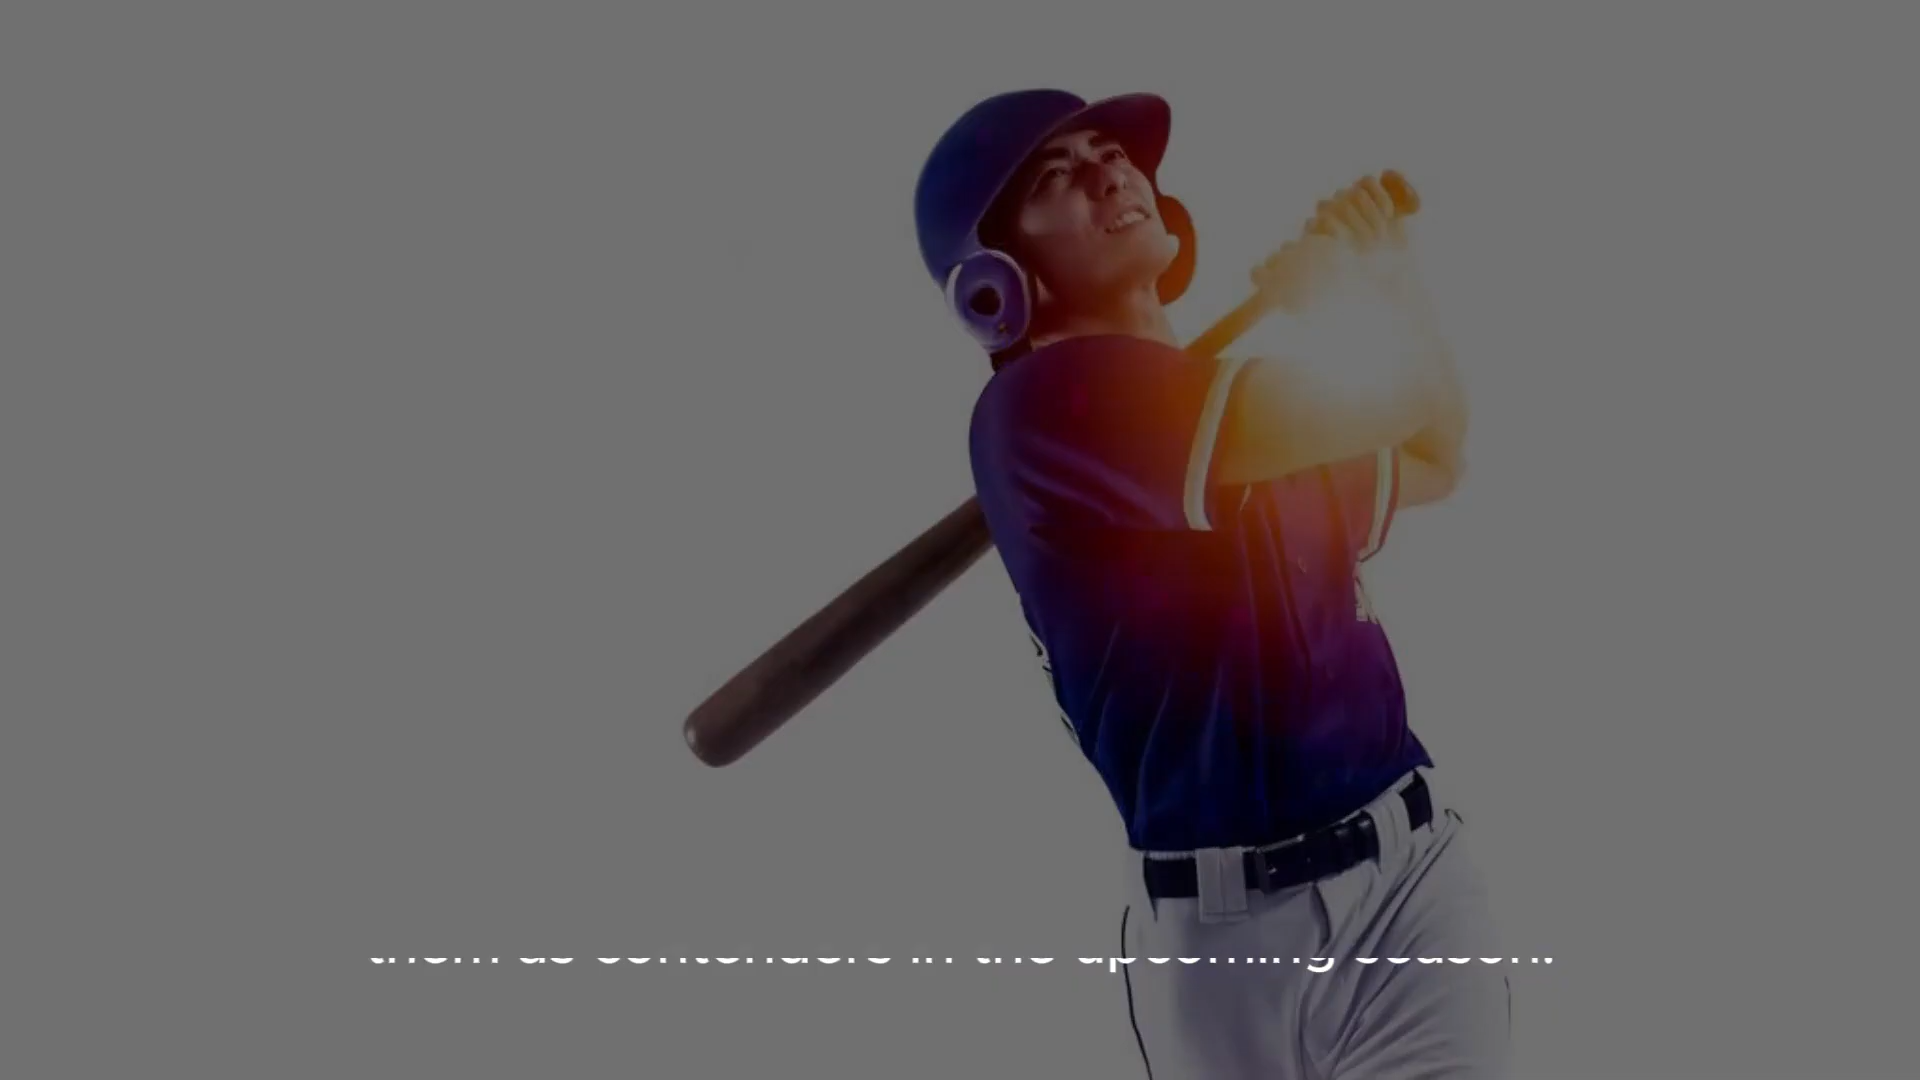 them as contenders in the upcoming season.